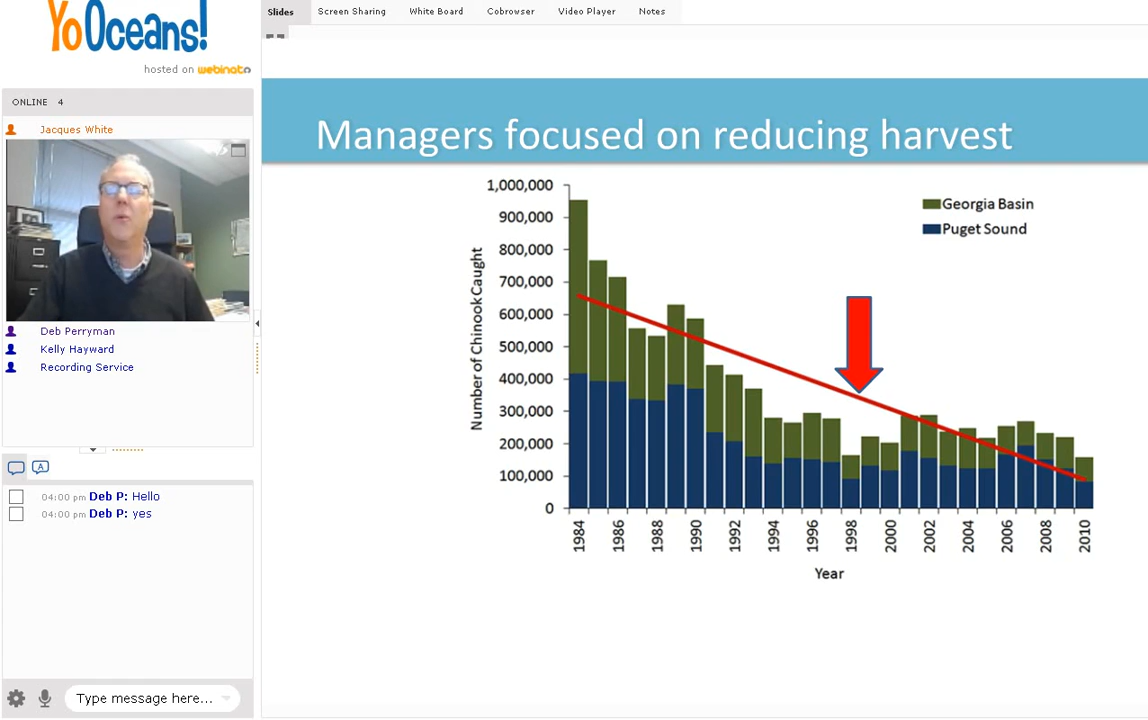 YoOceans!
hosted on webinato
ONLINE 4
Jacques White
Deb Perryman
Kelly Hayward
Recording Service
A
04:00 pm Deb P: Hello
04:00 pm Deb P: yes
Type message here...
Slides Screen Sharing White Board Cobrowser Video Player Notes
Managers focused on reducing harvest
Number of Chinook Caught
1,000,000
900,000
800,000
700,000
600,000
500,000
400,000
300,000
200,000
100,000
0
Georgia Basin
Puget Sound
1984 1986 1988 1990 1992 1994 1996 1998 2000 2002 2004 2006 2008 2010
Year